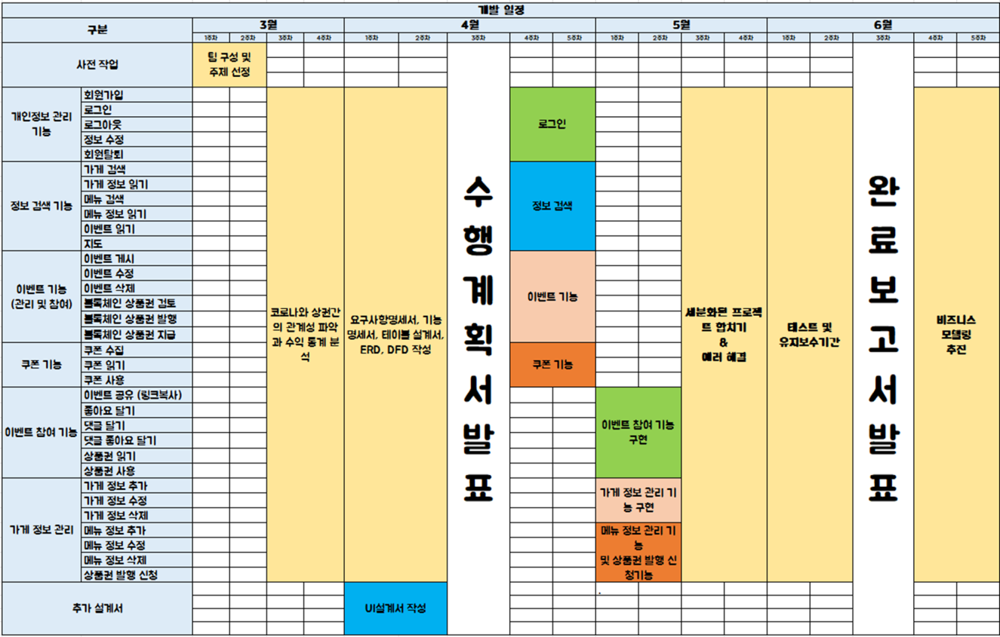 개발 일정
구분
3월
4월
5월
6월
1주차
2주차
3주차
4주차
1주차
2주차
3주차
4주차
5주차
1주차
2주차
3주차
4주차
1주차
2주차
3주차
4주차
5주차
사전 작업
팀 구성 및
주제 선정
개인정보 관리
기능
회원가입
로그인
로그아웃
정보 수정
회원탈퇴
로그인
정보 검색 기능
가게 검색
가게 정보 읽기
메뉴 검색
메뉴 정보 읽기
이벤트 읽기
지도
정보 검색
이벤트 기능
(관리 및 참여)
이벤트 게시
이벤트 수정
이벤트 삭제
블록체인 상품권 검토
블록체인 상품권 발행
블록체인 상품권 지급
이벤트 기능
쿠폰 기능
쿠폰 수집
쿠폰 읽기
쿠폰 사용
쿠폰 기능
이벤트 참여 기능
이벤트 공유 (링크복사)
좋아요 달기
댓글 달기
댓글 좋아요 달기
상품권 읽기
상품권 사용
이벤트 참여 기능
구현
가게 정보 관리
가게 정보 추가
가게 정보 수정
가게 정보 삭제
메뉴 정보 추가
메뉴 정보 수정
메뉴 정보 삭제
상품권 발행 신청
가게 정보 관리 기
능 구현
메뉴 정보 관리 기
능
및 상품권 발행 신
청기능
코로나와 상권간
의 관계성 파악
과 수익 통계 분
석
요구사항명세서, 기능
명세서, 테이블 설계서,
ERD, DFD 작성
수행계획서발표
세분화된 프로젝
트 합치기
&
에러 해결
테스트 및
유지보수기간
완료보고서발표
비즈니스
모델링
추진
추가 설계서
UI설계서 작성